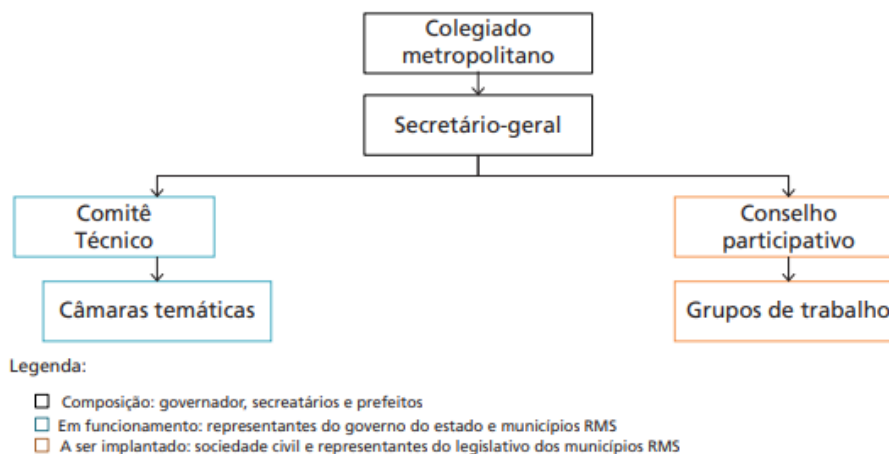 Colegiado
metropolitano
Secretário-geral
Comitê
Técnico
Conselho
participativo
Câmaras temáticas
Grupos de trabalho
Legenda:
Composição: governador, secreatários e prefeitos
Em funcionamento: representantes do governo do estado e municípios RMS
A ser implantado: sociedade civil e representantes do legislativo dos municípios RMS